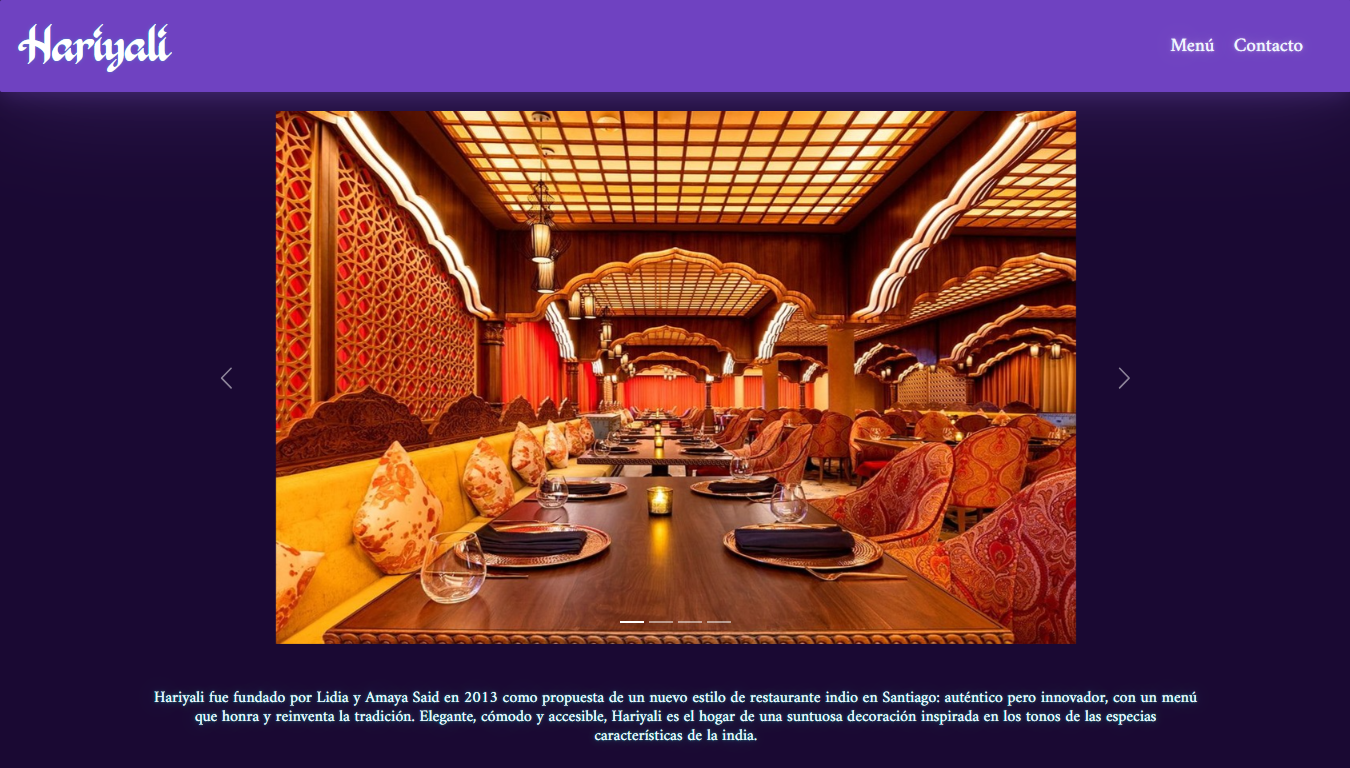 Hariyali
Menú
Contacto
Hariyali fue fundado por Lidia y Amaya Said en 2013 como propuesta de un nuevo estilo de restaurante indio en Santiago: auténtico pero innovador, con un menú
que honra y reinventa la tradición. Elegante, cómodo y accesible, Hariyali es el hogar de una suntuosa decoración inspirada en los tonos de las especias
características de la india.